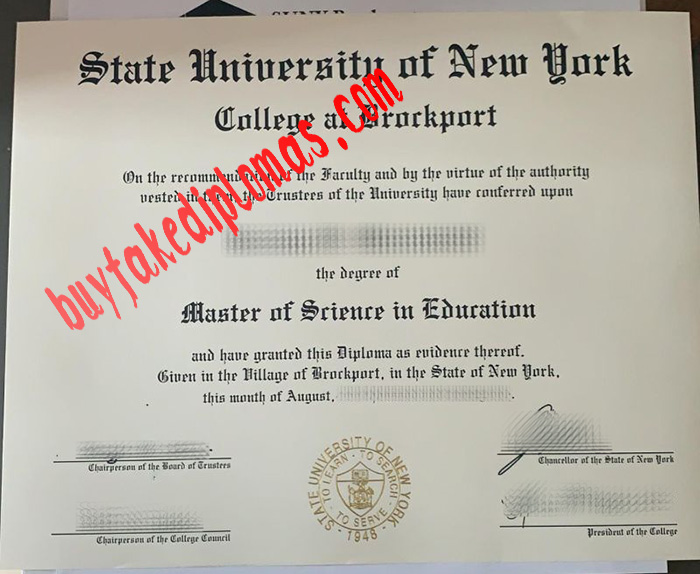 State University of New York
College at Brockport
On the recommendation of the Faculty and by the virtue of the authority
vested in them, the Trustees of the University have conferred upon
the degree of
Master of Science in Education
and have granted this Diploma as evidence thereof.
Given in the Village of Brockport, in the State of New York,
this month of August,
Chairperson of the Board of Trustees
Chancellor of the State of New York
Chairperson of the College Council
President of the College
STATE UNIVERSITY OF NEW YORK
TO LEARN · TO SEARCH
TO SERVE
· 1948 ·
buyfakediplomas.com